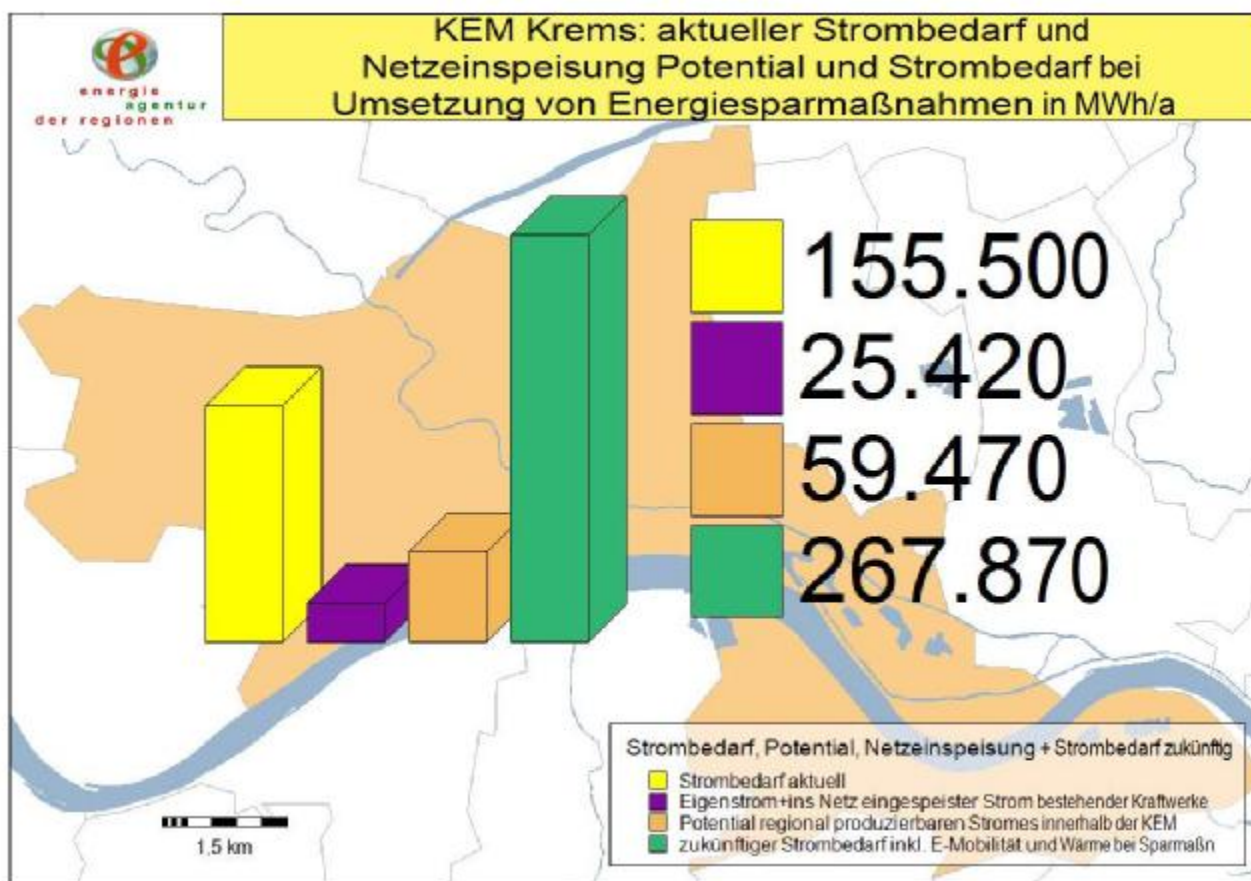 energie
agentur
der regionen
KEM Krems: aktueller Strombedarf und
Netzeinspeisung Potential und Strombedarf bei
Umsetzung von Energiesparmaßnahmen in MWh/a
155.500
25.420
59.470
267.870
Strombedarf, Potential, Netzeinspeisung + Strombedarf zukünftig
Strombedarf aktuell
Eigenstrom+ins Netz eingespeister Strom bestehender Kraftwerke
Potential regional produzierbaren Stromes innerhalb der KEM
zukünftiger Strombedarf inkl. E-Mobilität und Wärme bei Sparmaßn
1,5 km